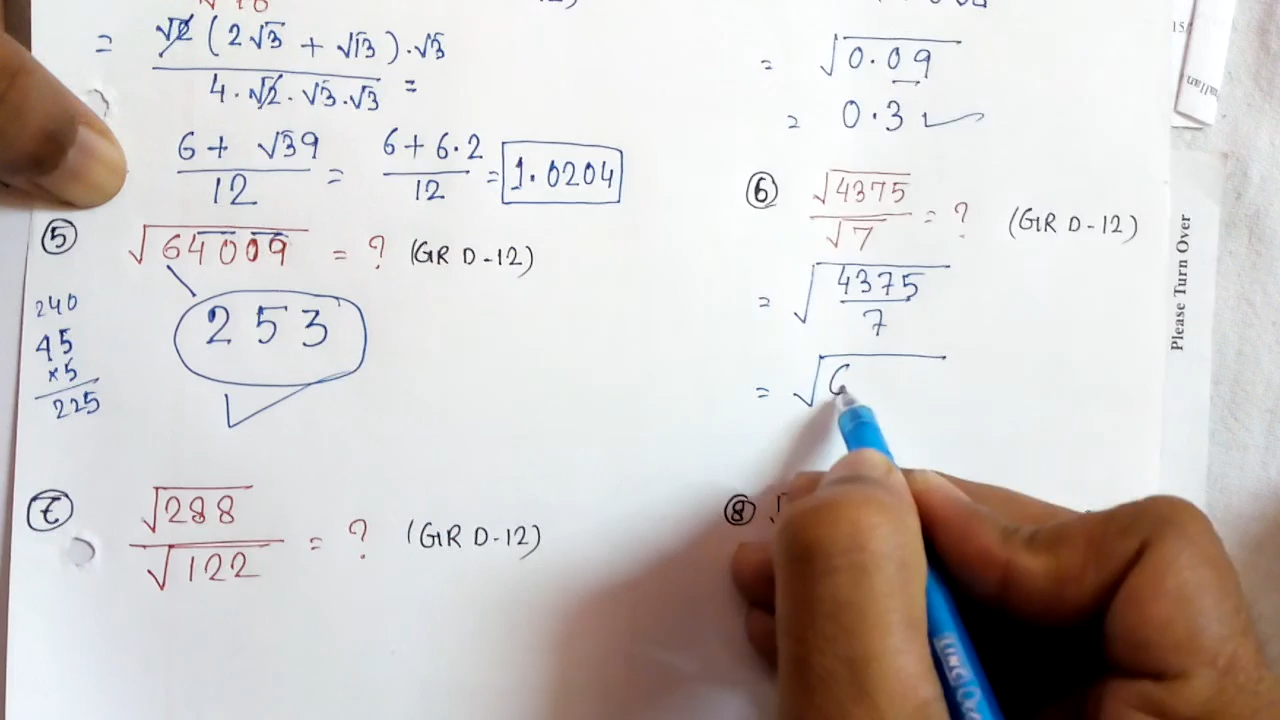 = √2 (2√3 + √13) . √3
4 . √2 . √3 . √3 =
6 + √39 / 12 = 6 + 6.2 / 12 = 1.0204
⑤ √64009 = ? (GR D-12)
253
240
45
×5
225
⑦ √288 / √122 = ? (GR D-12)
= √0.09
= 0.3
⑥ √4375 / √7 = ? (GR D-12)
= √4375 / 7
= √6
⑧
Please Turn Over
15
LINC